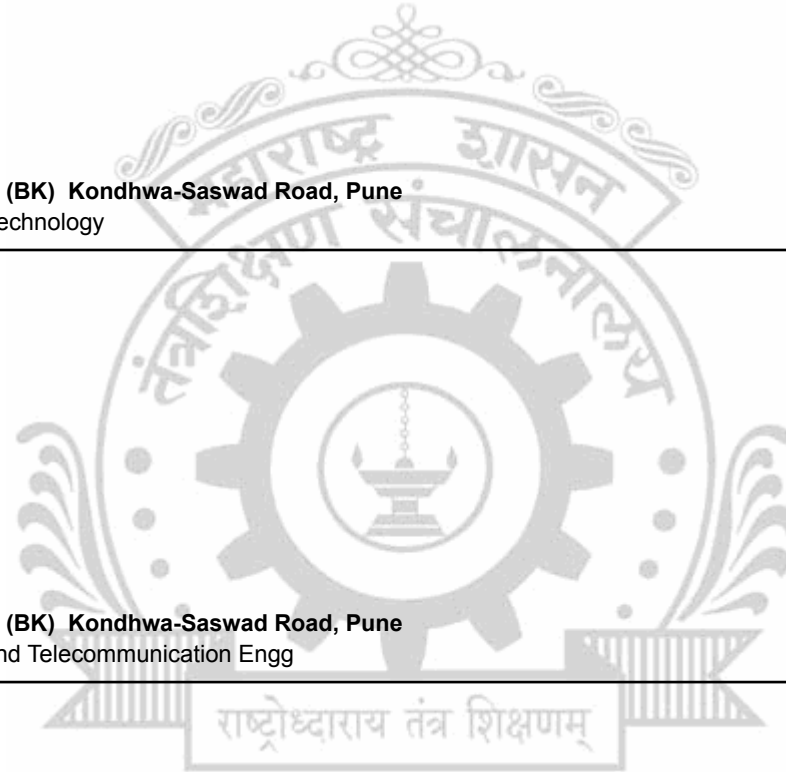 महाराष्ट्र शासन
(BK) Kondhwa-Saswad Road, Pune
echnology
तंत्रशिक्षण संचालनालय
(BK) Kondhwa-Saswad Road, Pune
nd Telecommunication Engg
राष्ट्रोध्दाराय तंत्र शिक्षणम्